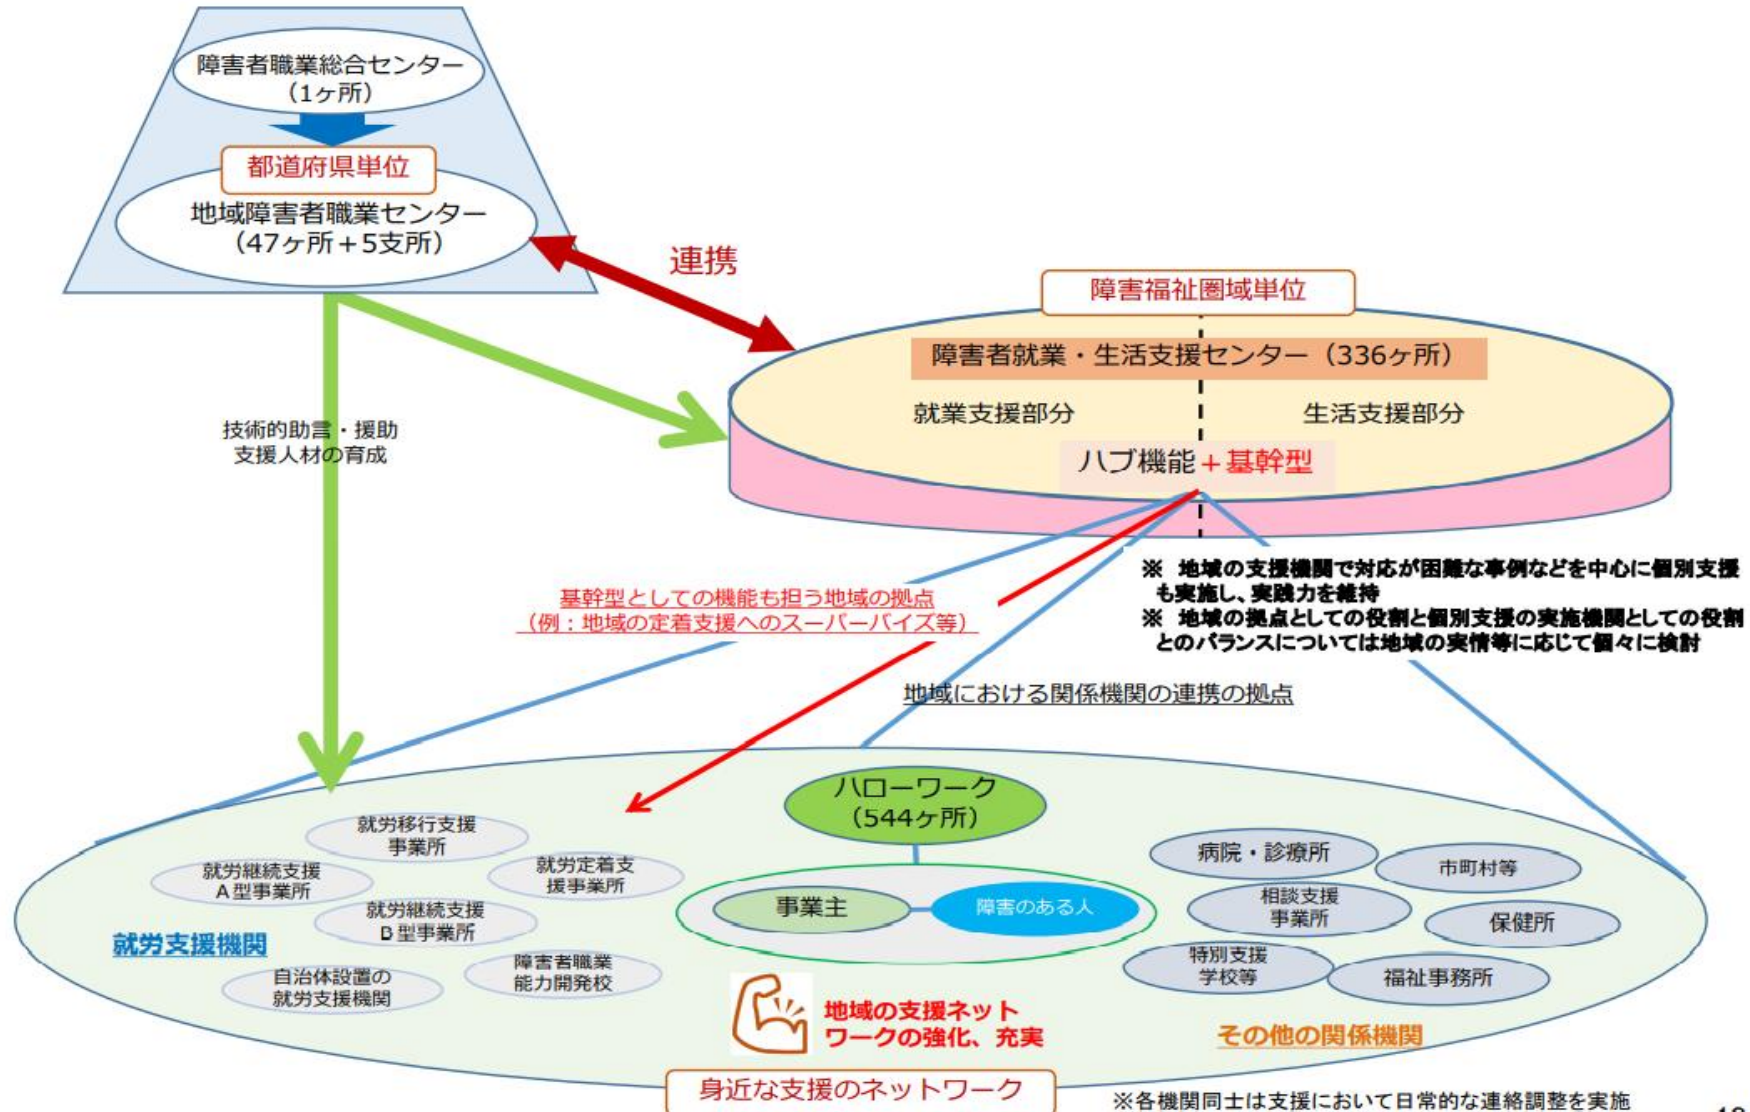 障害者職業総合センター
（1ヶ所）
都道府県単位
地域障害者職業センター
（47ヶ所＋5支所）
連携
障害福祉圏域単位
障害者就業・生活支援センター（336ヶ所）
就業支援部分
生活支援部分
ハブ機能＋基幹型
技術的助言・援助
支援人材の育成
基幹型としての機能も担う地域の拠点
（例：地域の定着支援へのスーパーバイズ等）
※ 地域の支援機関で対応が困難な事例などを中心に個別支援
も実施し、実践力を維持
※ 地域の拠点としての役割と個別支援の実施機関としての役割
とのバランスについては地域の実情等に応じて個々に検討
地域における関係機関の連携の拠点
ハローワーク
（544ヶ所）
就労移行支援
事業所
就労継続支援
A型事業所
就労定着支
援事業所
就労継続支援
B型事業所
就労支援機関
自治体設置の
就労支援機関
障害者職業
能力開発校
事業主
障害のある人
病院・診療所
市町村等
相談支援
事業所
保健所
特別支援
学校等
福祉事務所
地域の支援ネット
ワークの強化、充実
その他の関係機関
身近な支援のネットワーク
※各機関同士は支援において日常的な連絡調整を実施